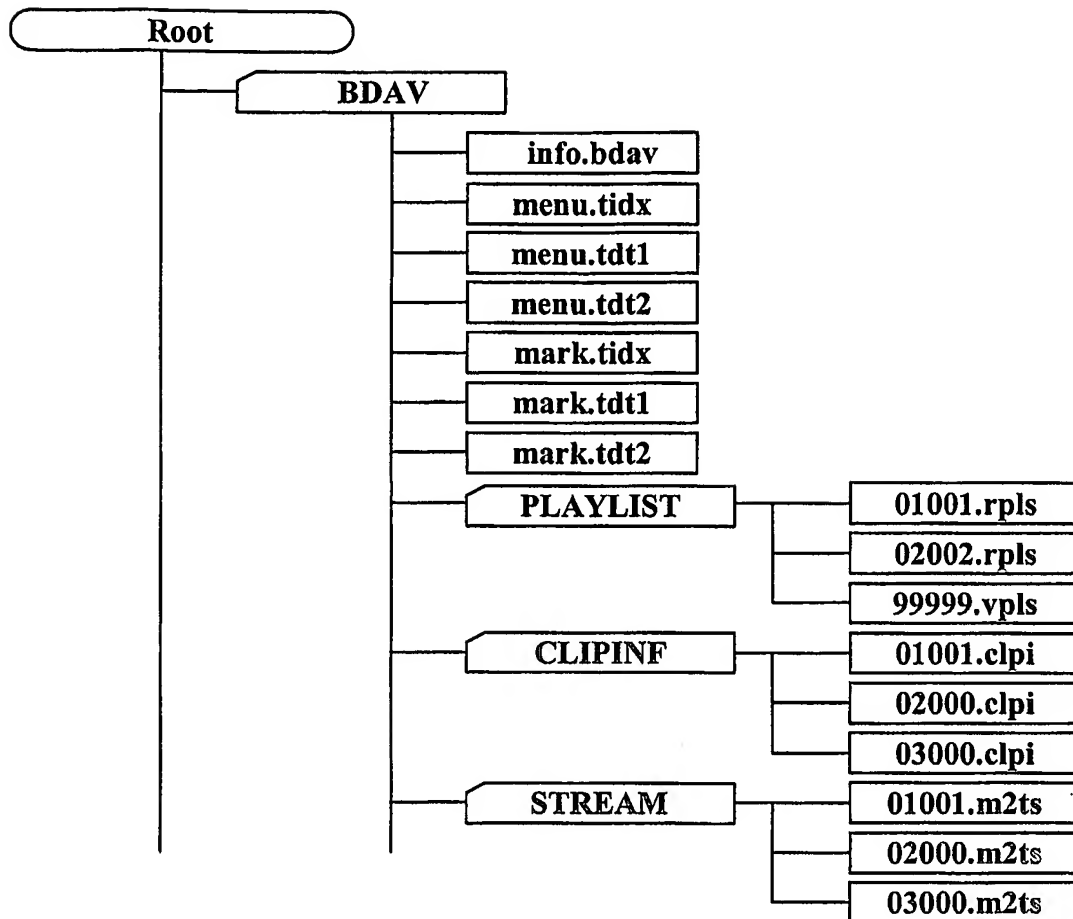 Root
BDAV
info.bdav
menu.tidx
menu.tdt1
menu.tdt2
mark.tidx
mark.tdt1
mark.tdt2
PLAYLIST
01001.rpls
02002.rpls
99999.vpls
CLIPINF
01001.clpi
02000.clpi
03000.clpi
STREAM
01001.m2ts
02000.m2ts
03000.m2ts